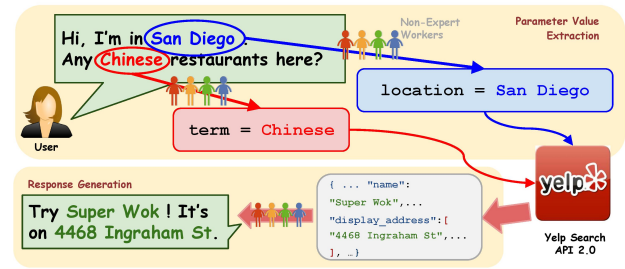 Non-Expert
Workers
Parameter Value
Extraction
Hi, I'm in San Diego.
Any Chinese restaurants here?
location = San Diego
User
term = Chinese
yelp
Yelp Search
API 2.0
Response Generation
{ ... "name":
"Super Wok",...
"display_address":[
"4468 Ingraham St",...
], …}
Try Super Wok ! It's
on 4468 Ingraham St.